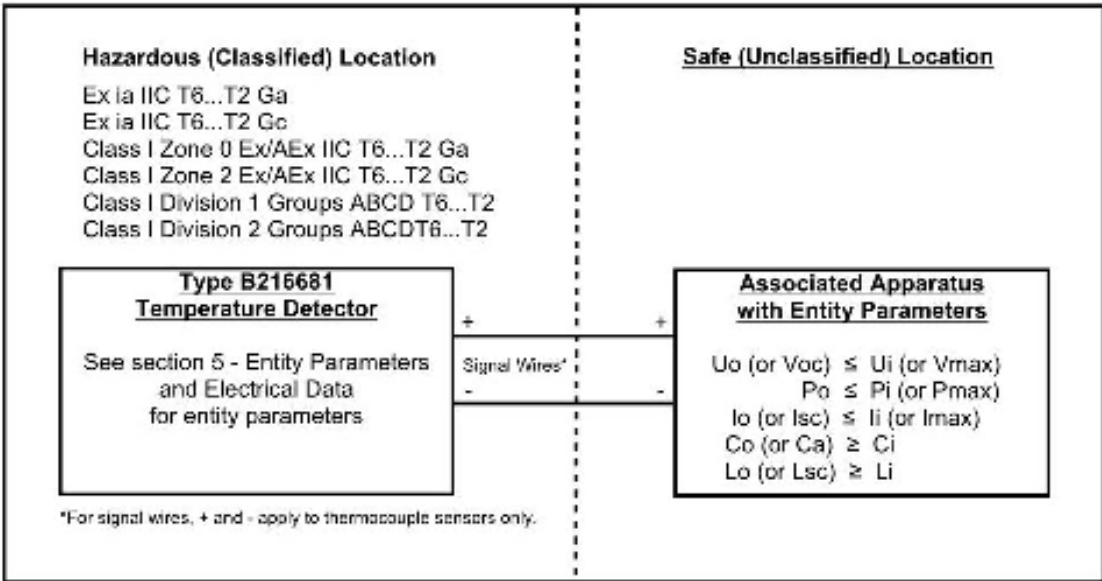 Hazardous (Classified) Location
Ex ia IIC T6...T2 Ga
Ex ia IIC T6...T2 Gc
Class I Zone 0 Ex/AEx IIC T6...T2 Ga
Class I Zone 2 Ex/AEx IIC T6...T2 Gc
Class I Division 1 Groups ABCD T6...T2
Class I Division 2 Groups ABCDT6...T2
Safe (Unclassified) Location
Type B216681
Temperature Detector
See section 5 - Entity Parameters
and Electrical Data
for entity parameters
+
+
Signal Wires*
-
-
Associated Apparatus
with Entity Parameters
Uo (or Voc) ≤ Ui (or Vmax)
Po ≤ Pi (or Pmax)
Io (or Isc) ≤ Ii (or Imax)
Co (or Ca) ≥ Ci
Lo (or Lsc) ≥ Li
*For signal wires, + and - apply to thermocouple sensors only.